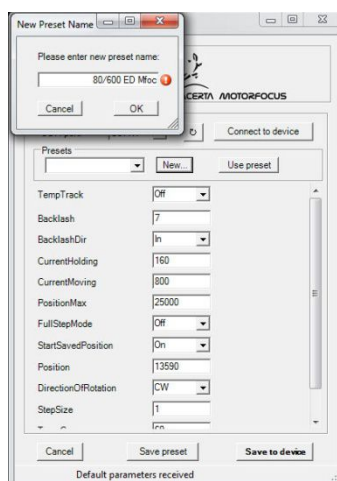 New Preset Name
Please enter new preset name:
80/600 ED Mfoc
Cancel OK
MOTORFOCUS
Connect to device
Presets
New... Use preset
TempTrack Off
Backlash 7
BacklashDir In
CurrentHolding 160
CurrentMoving 800
PositionMax 25000
FullStepMode Off
StartSavedPosition On
Position 13590
DirectionOfRotation CW
StepSize 1
Cancel Save preset Save to device
Default parameters received